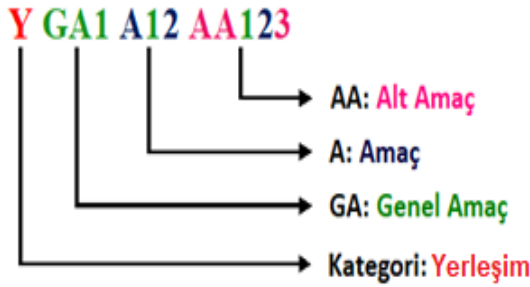 Y GA1 A12 AA123
AA: Alt Amaç
A: Amaç
GA: Genel Amaç
Kategori: Yerleşim